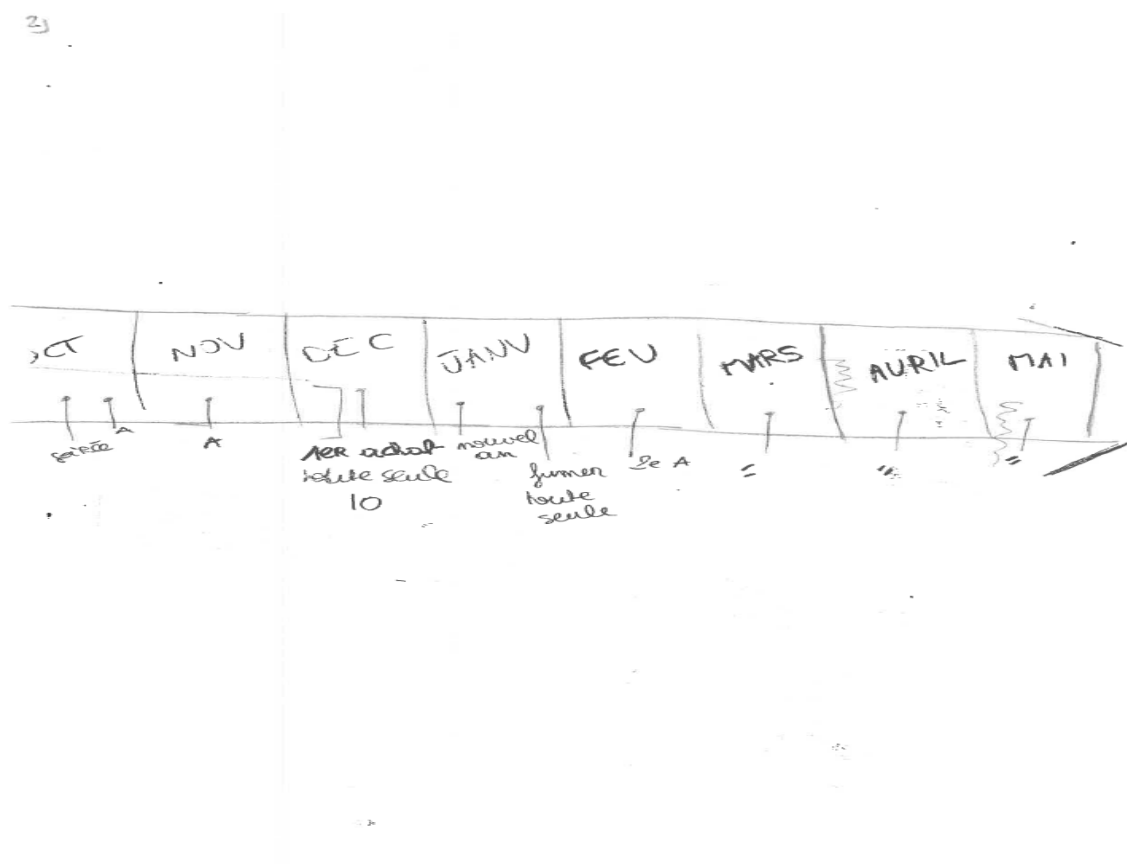 2)
OCT NOV DEC JANV FEV MARS AVRIL MAI
soirée A A 1ER achat nouvel fumer 2e A = " =
toute seule an toute
10 seule